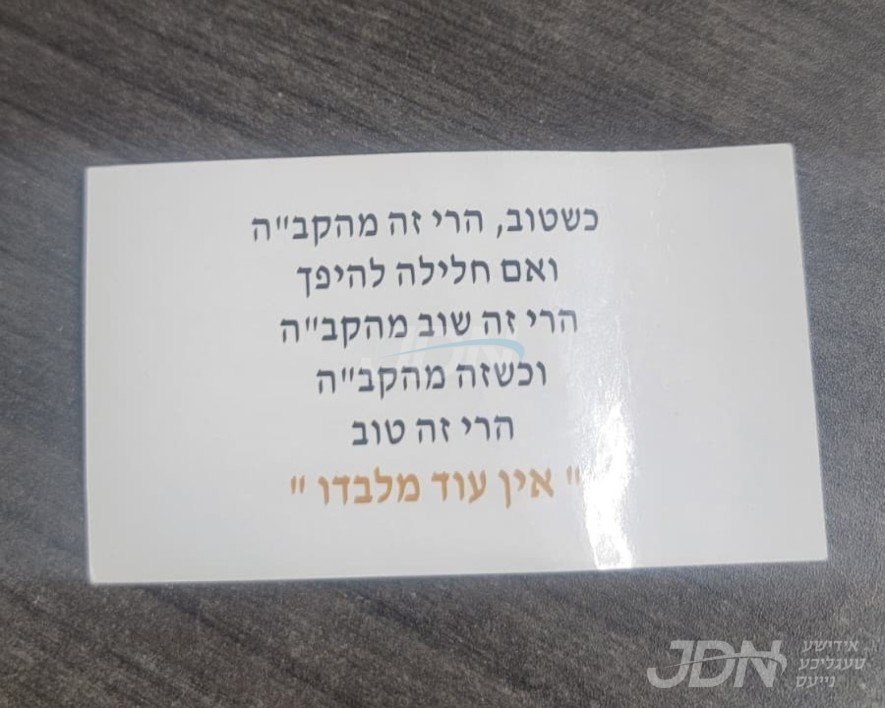 כשטוב, הרי זה מהקב"ה
ואם חלילה להיפך
הרי זה שוב מהקב"ה
וכשזה מהקב"ה
הרי זה טוב
" אין עוד מלבדו "
JDN
JDN
אידישע
טעגליכע
נייעס